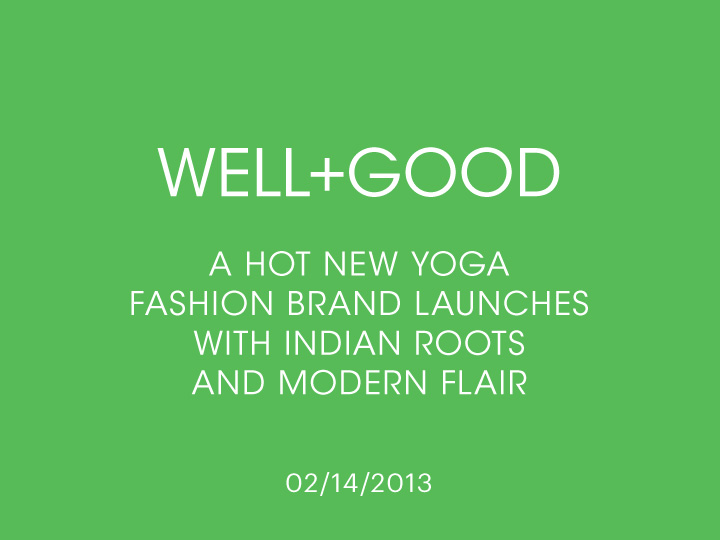 WELL+GOOD
A HOT NEW YOGA
FASHION BRAND LAUNCHES
WITH INDIAN ROOTS
AND MODERN FLAIR
02/14/2013